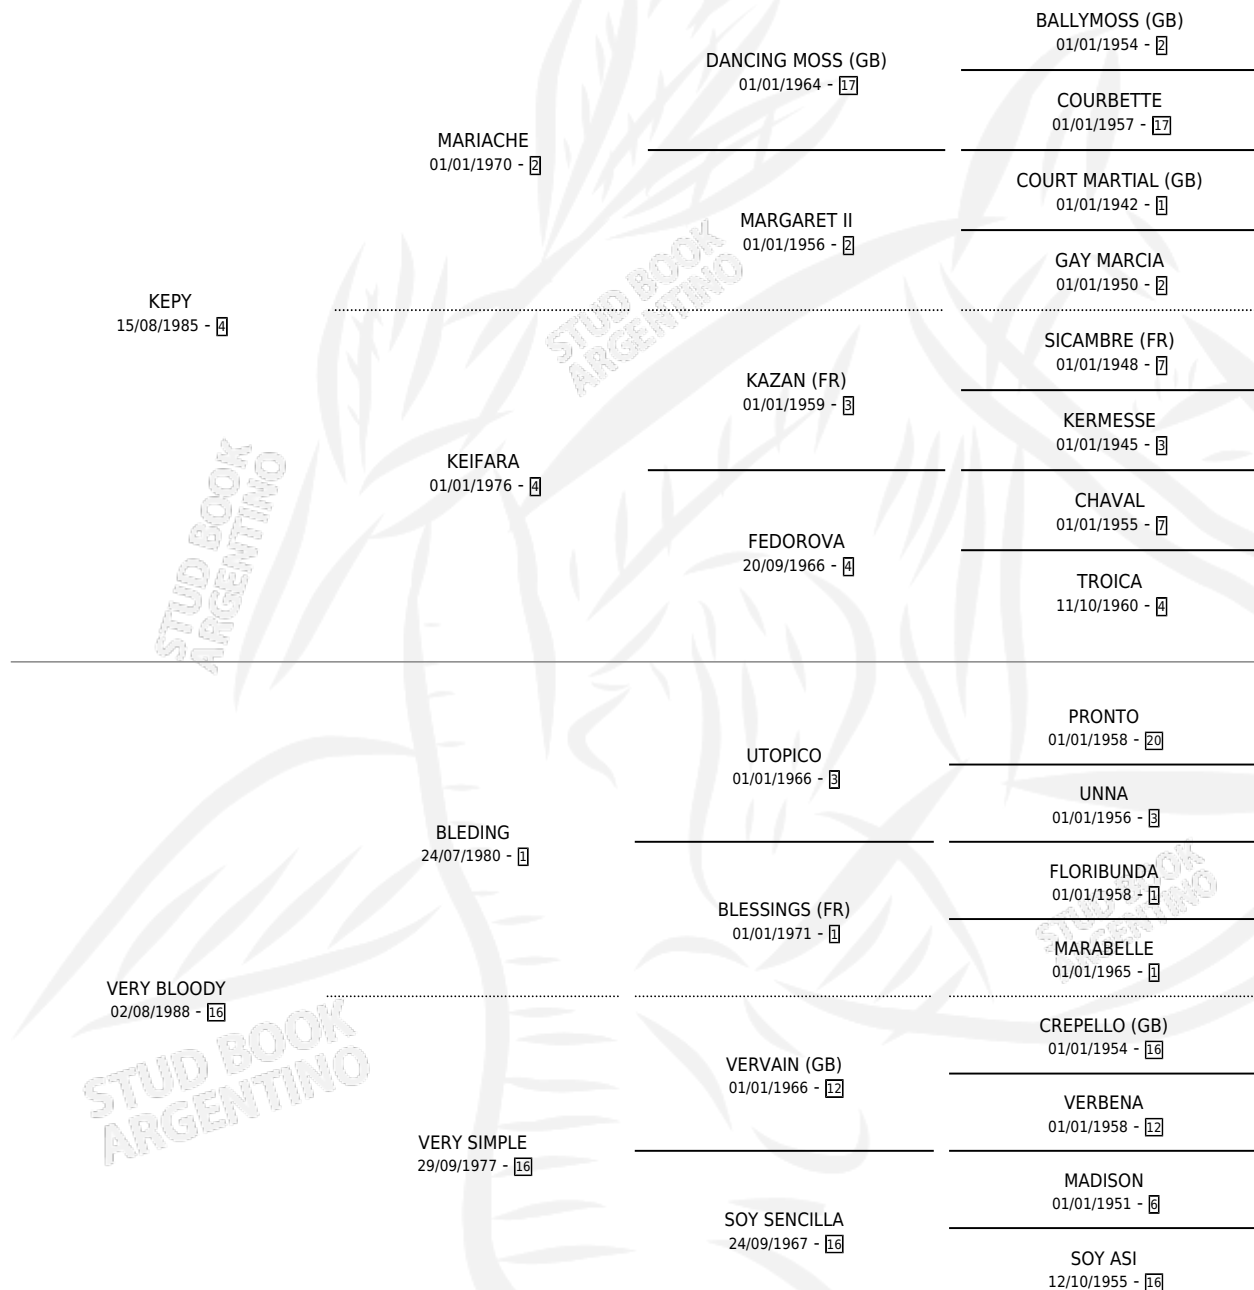 BALLYMOSS (GB)
01/01/1954 - 2
DANCING MOSS (GB)
01/01/1964 - 17
COURBETTE
01/01/1957 - 17
MARIACHE
01/01/1970 - 2
COURT MARTIAL (GB)
01/01/1942 - 1
MARGARET II
01/01/1956 - 2
GAY MARCIA
01/01/1950 - 2
KEPY
15/08/1985 - 4
STUD BOOK
ARGENTINO
SICAMBRE (FR)
01/01/1948 - 7
KAZAN (FR)
01/01/1959 - 3
KERMESSE
01/01/1945 - 3
KEIFARA
01/01/1976 - 4
CHAVAL
01/01/1955 - 7
FEDOROVA
20/09/1966 - 4
TROICA
11/10/1960 - 4
STUD BOOK
ARGENTINO
PRONTO
01/01/1958 - 20
UTOPICO
01/01/1966 - 3
UNNA
01/01/1956 - 3
BLEDING
24/07/1980 - 1
FLORIBUNDA
01/01/1958 - 1
BLESSINGS (FR)
01/01/1971 - 1
MARABELLE
01/01/1965 - 1
STUD BOOK
ARGENTINO
VERY BLOODY
02/08/1988 - 16
CREPELLO (GB)
01/01/1954 - 16
VERVAIN (GB)
01/01/1966 - 12
VERBENA
01/01/1958 - 12
STUD BOOK
ARGENTINO
VERY SIMPLE
29/09/1977 - 16
MADISON
01/01/1951 - 6
SOY SENCILLA
24/09/1967 - 16
SOY ASI
12/10/1955 - 16